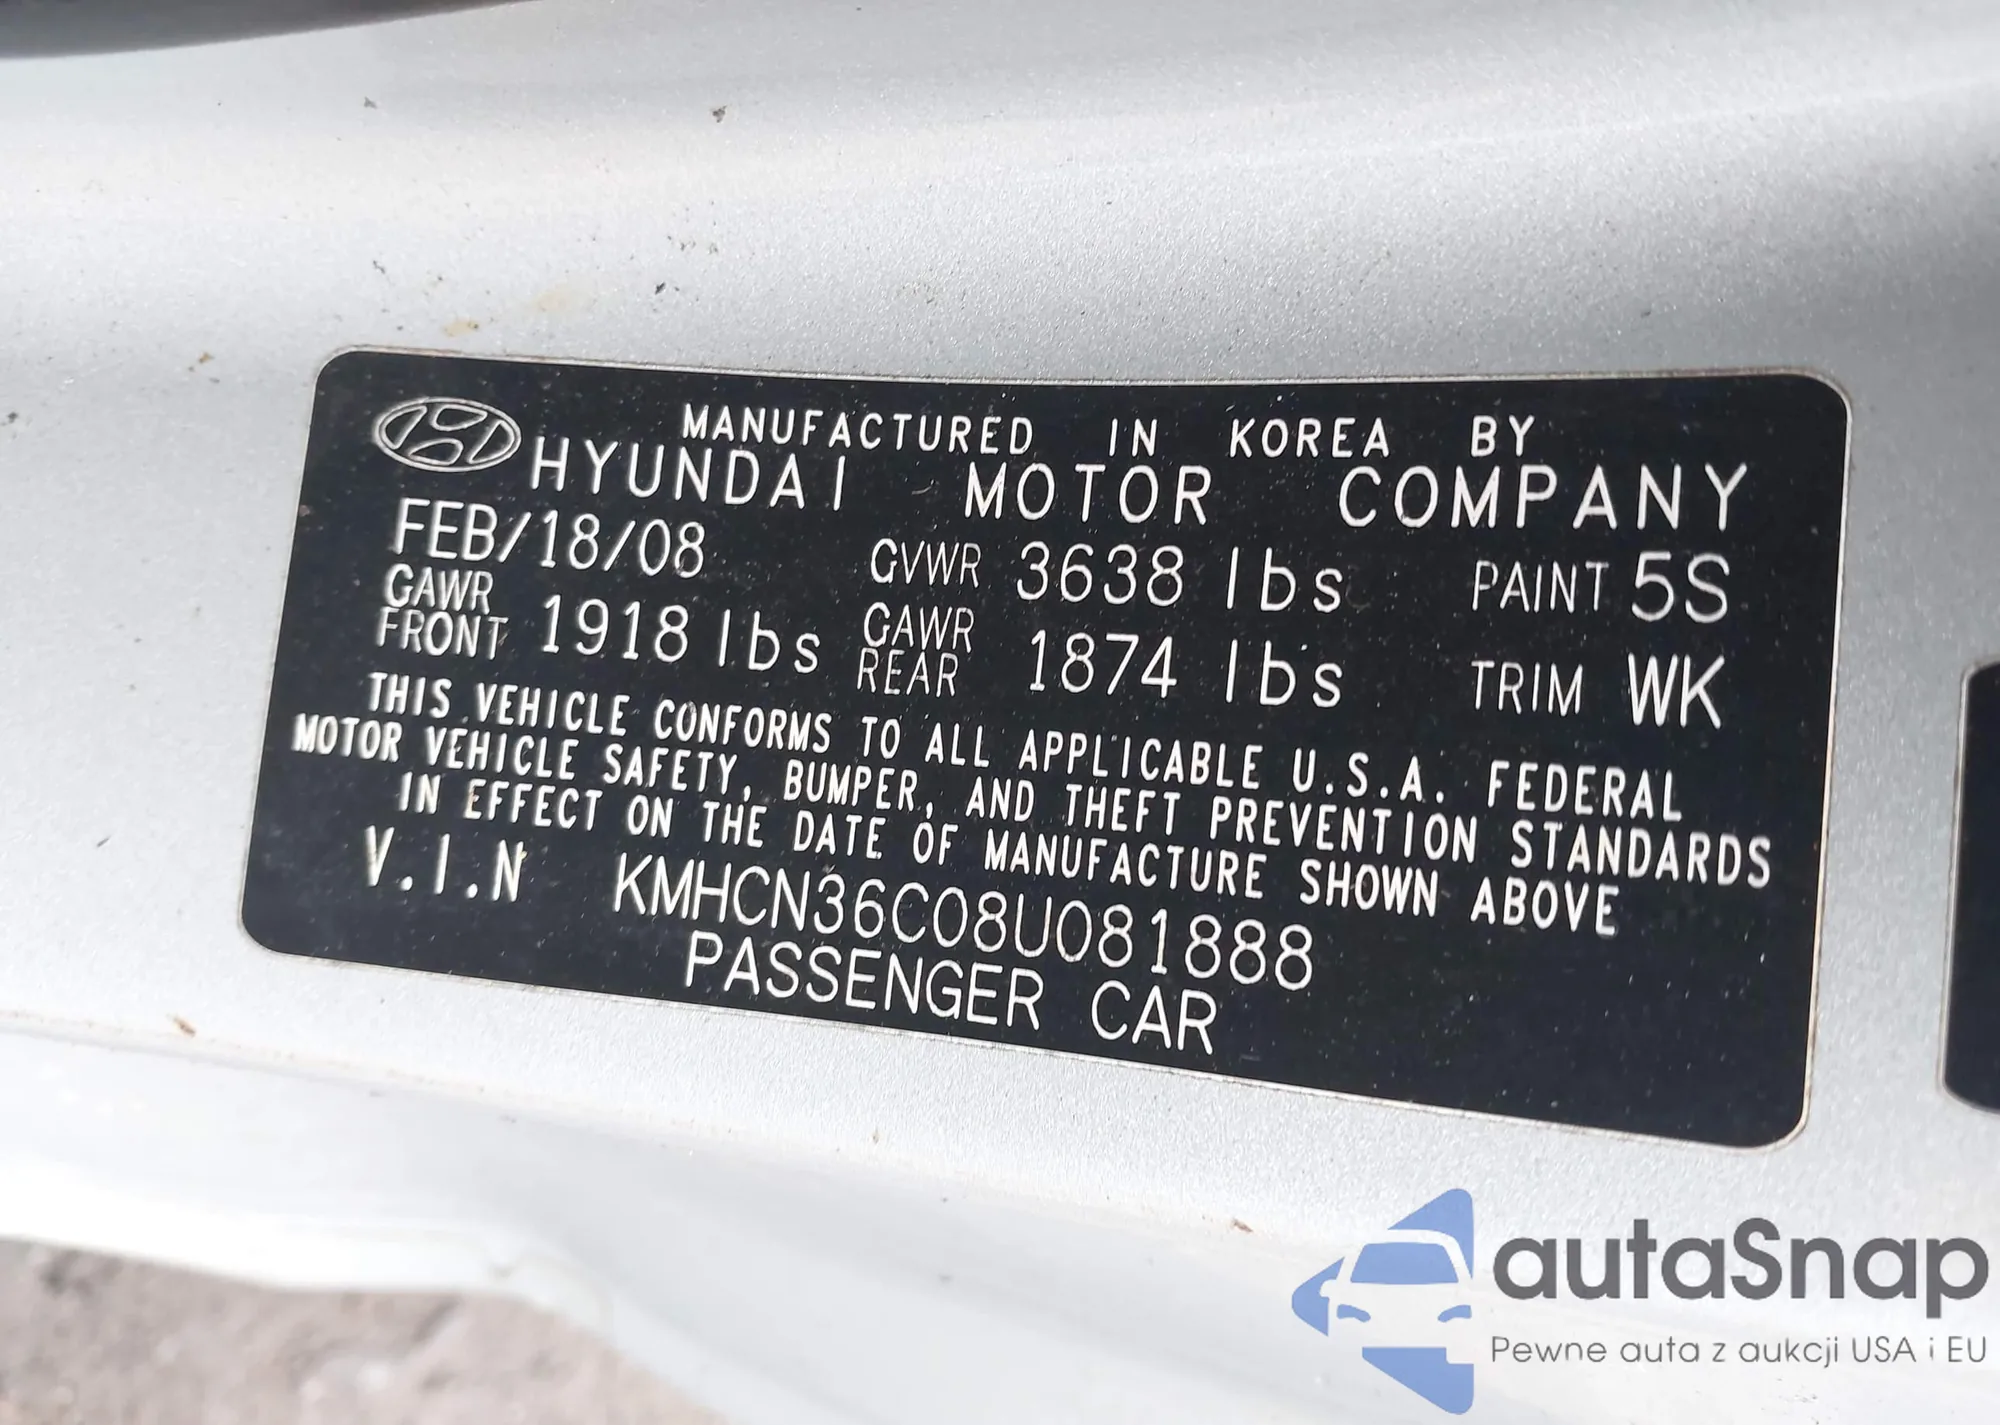 MANUFACTURED IN KOREA BY
HYUNDAI MOTOR COMPANY
FEB/18/08 GVWR 3638 lbs PAINT 5S
GAWR FRONT 1918 lbs GAWR REAR 1874 lbs TRIM WK
THIS VEHICLE CONFORMS TO ALL APPLICABLE U.S.A. FEDERAL
MOTOR VEHICLE SAFETY, BUMPER, AND THEFT PREVENTION STANDARDS
IN EFFECT ON THE DATE OF MANUFACTURE SHOWN ABOVE
V.I.N KMHCN36C08U081888
PASSENGER CAR
autaSnap
Pewne auta z aukcji USA i EU